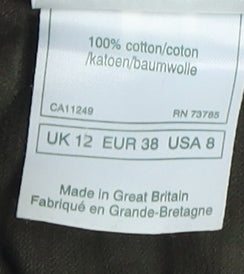 100% cotton/coton
/katoen/baumwolle
CA11249 RN 73785
UK 12 EUR 38 USA 8
Made in Great Britain
Fabriqué en Grande-Bretagne